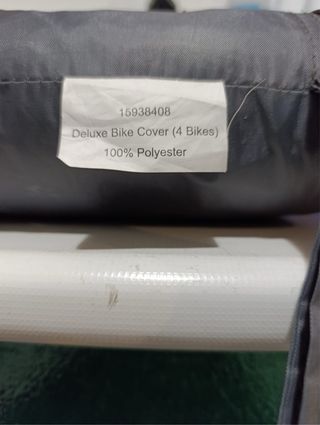 15938408
Deluxe Bike Cover (4 Bikes)
100% Polyester